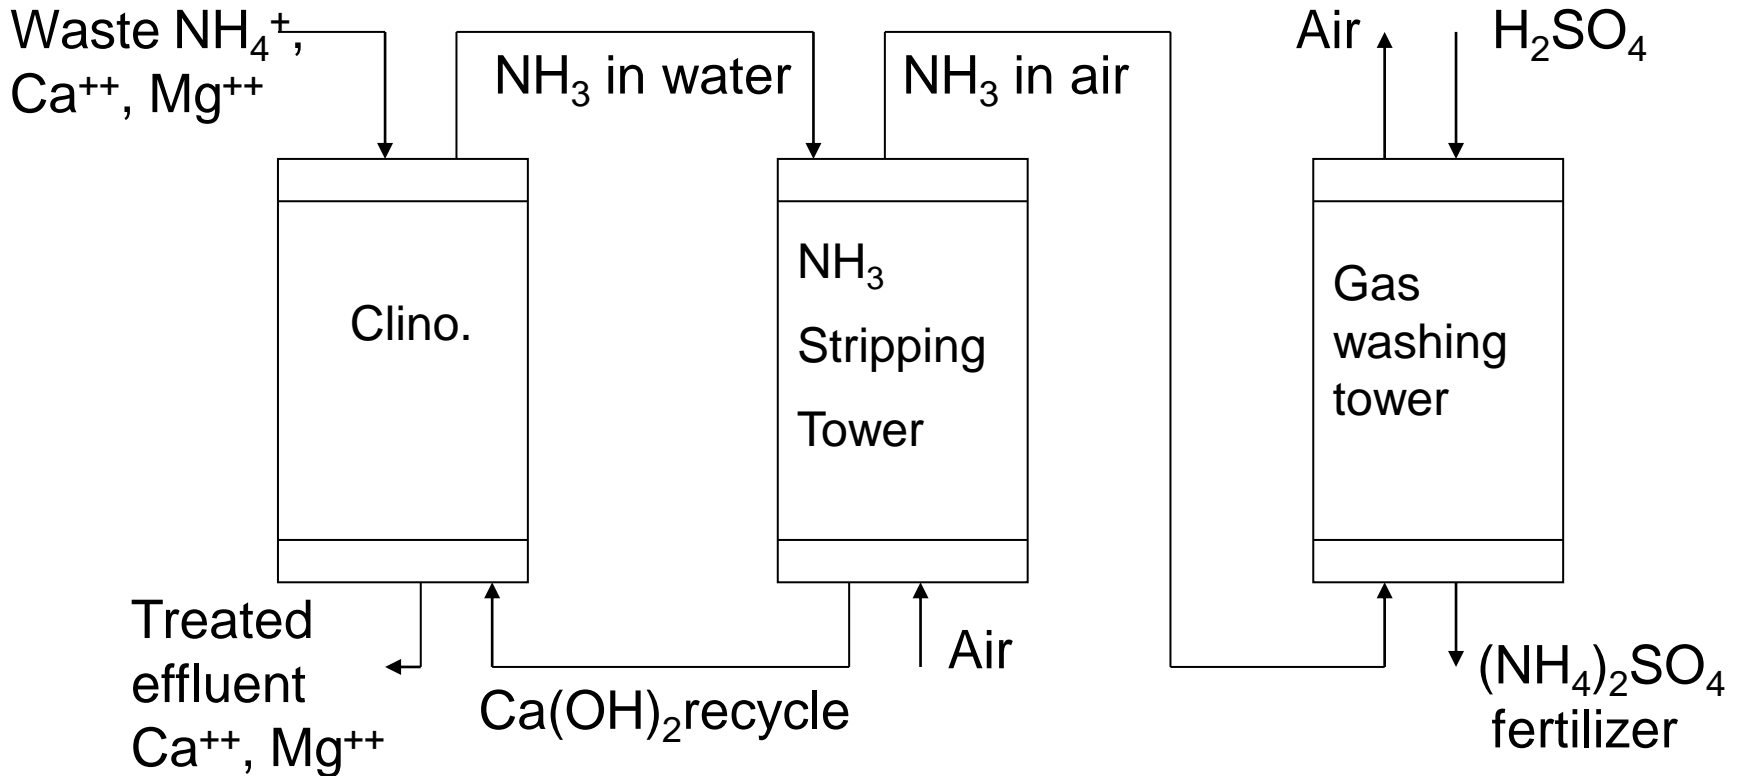 Waste NH₄⁺,
Ca⁺⁺, Mg⁺⁺
NH₃ in water
NH₃ in air
Air
H₂SO₄
Clino.
NH₃
Stripping
Tower
Gas
washing
tower
Treated
effluent
Ca⁺⁺, Mg⁺⁺
Ca(OH)₂recycle
Air
(NH₄)₂SO₄
fertilizer